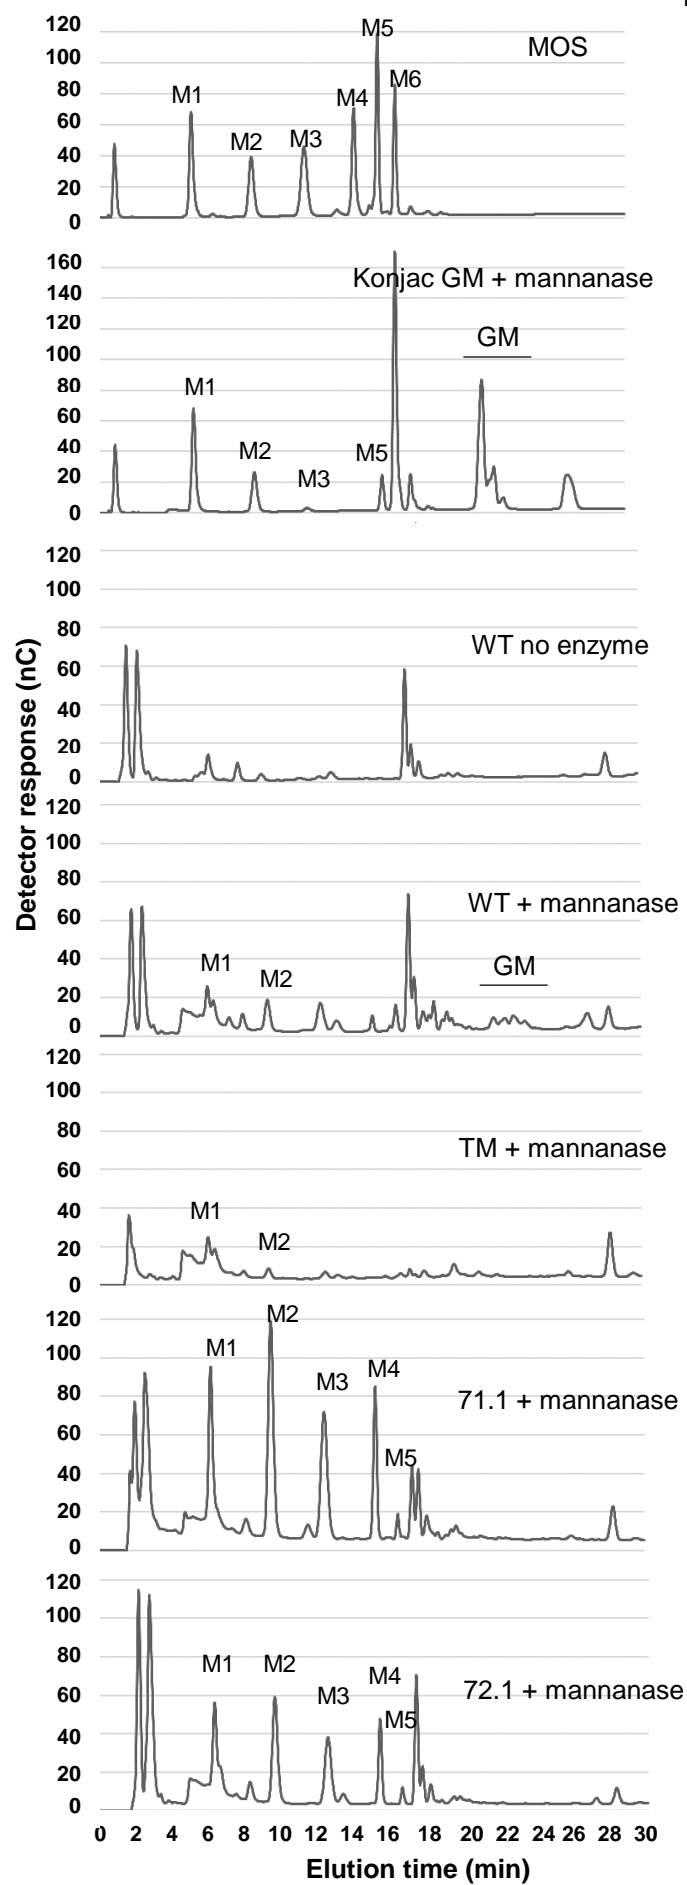 MOS
120
100
80
60
40
20
0
M1
M2
M3
M4
M5
M6
Konjac GM + mannanase
160
140
120
100
80
60
40
20
0
M1
M2
M3
M5
GM
WT no enzyme
120
100
80
60
40
20
0
WT + mannanase
120
100
80
60
40
20
0
M1
M2
GM
TM + mannanase
120
100
80
60
40
20
0
M1
M2
71.1 + mannanase
120
100
80
60
40
20
0
M1
M2
M3
M4
M5
72.1 + mannanase
120
100
80
60
40
20
0
M1
M2
M3
M4
M5
Detector response (nC)
0 2 4 6 8 10 12 14 16 18 20 22 24 26 28 30
Elution time (min)